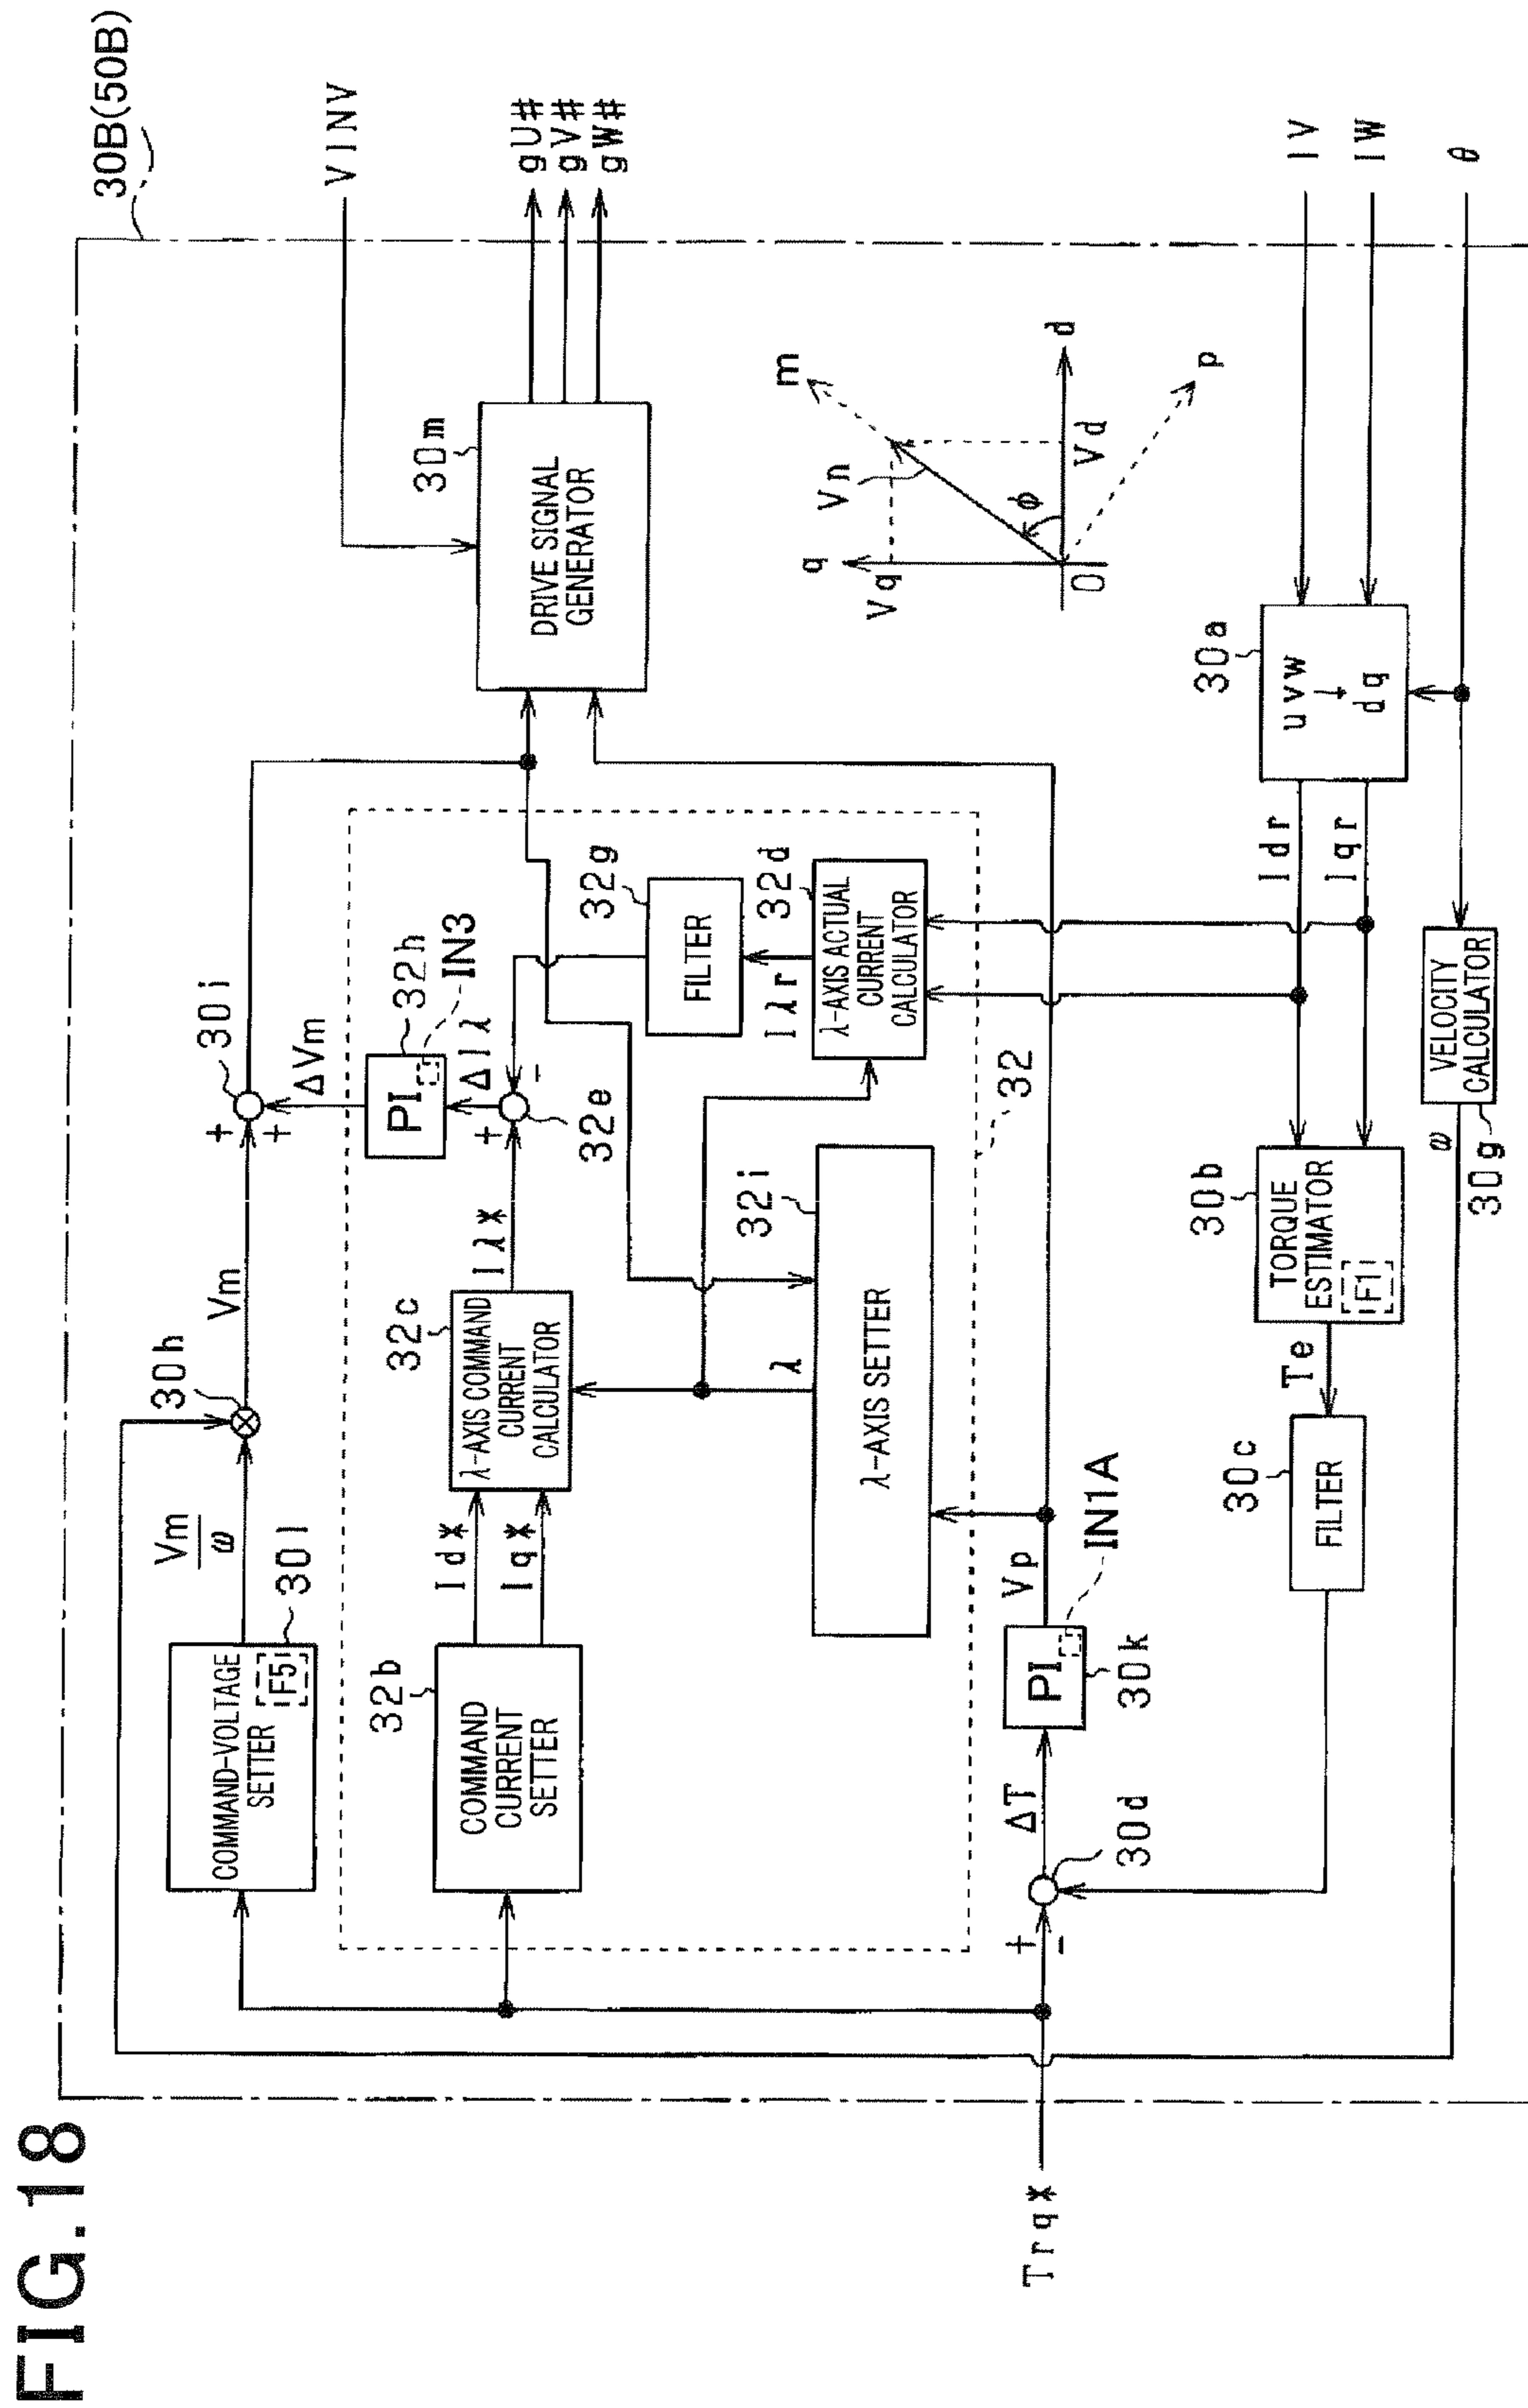 FIG.18
30B(50B)
VINV
gU#
gV#
gW#
IV
IW
θ
Trq*
COMMAND-VOLTAGE
SETTER
F5
30l
Vm
ω
30h
Vm
30i
ΔVm
+
+
PI
32h
IN3
ΔIλ
+
-
32e
COMMAND
CURRENT
SETTER
32b
Id*
Iq*
λ-AXIS COMMAND
CURRENT
CALCULATOR
32c
Iλ*
FILTER
32g
Iλr
λ-AXIS ACTUAL
CURRENT
CALCULATOR
32d
λ-AXIS SETTER
32i
λ
32
DRIVE SIGNAL
GENERATOR
30m
q
Vq
Vn
m
φ
d
Vd
p
0
+
-
30d
ΔT
PI
30k
IN1A
Vp
FILTER
30c
Te
TORQUE
ESTIMATOR
F1
30b
Idr
Iqr
uvw
↓
dq
30a
VELOCITY
CALCULATOR
30g
ω